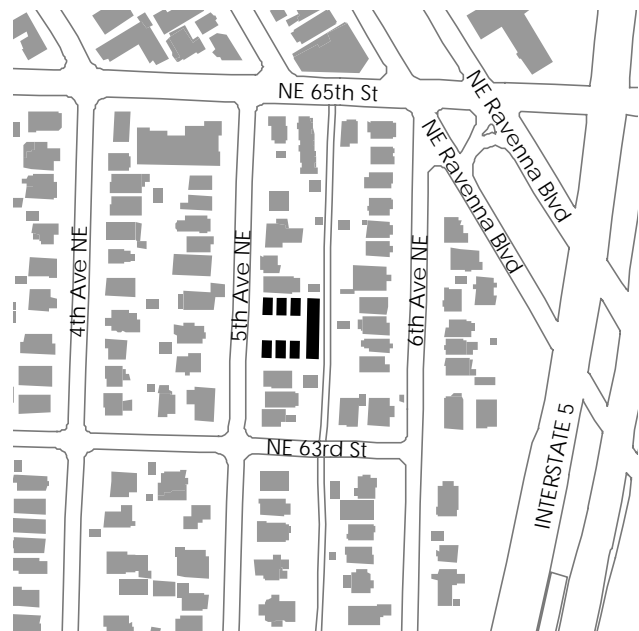 NE 65th St
NE Ravenna Blvd
NE Ravenna Blvd
4th Ave NE
5th Ave NE
6th Ave NE
INTERSTATE 5
NE 63rd St